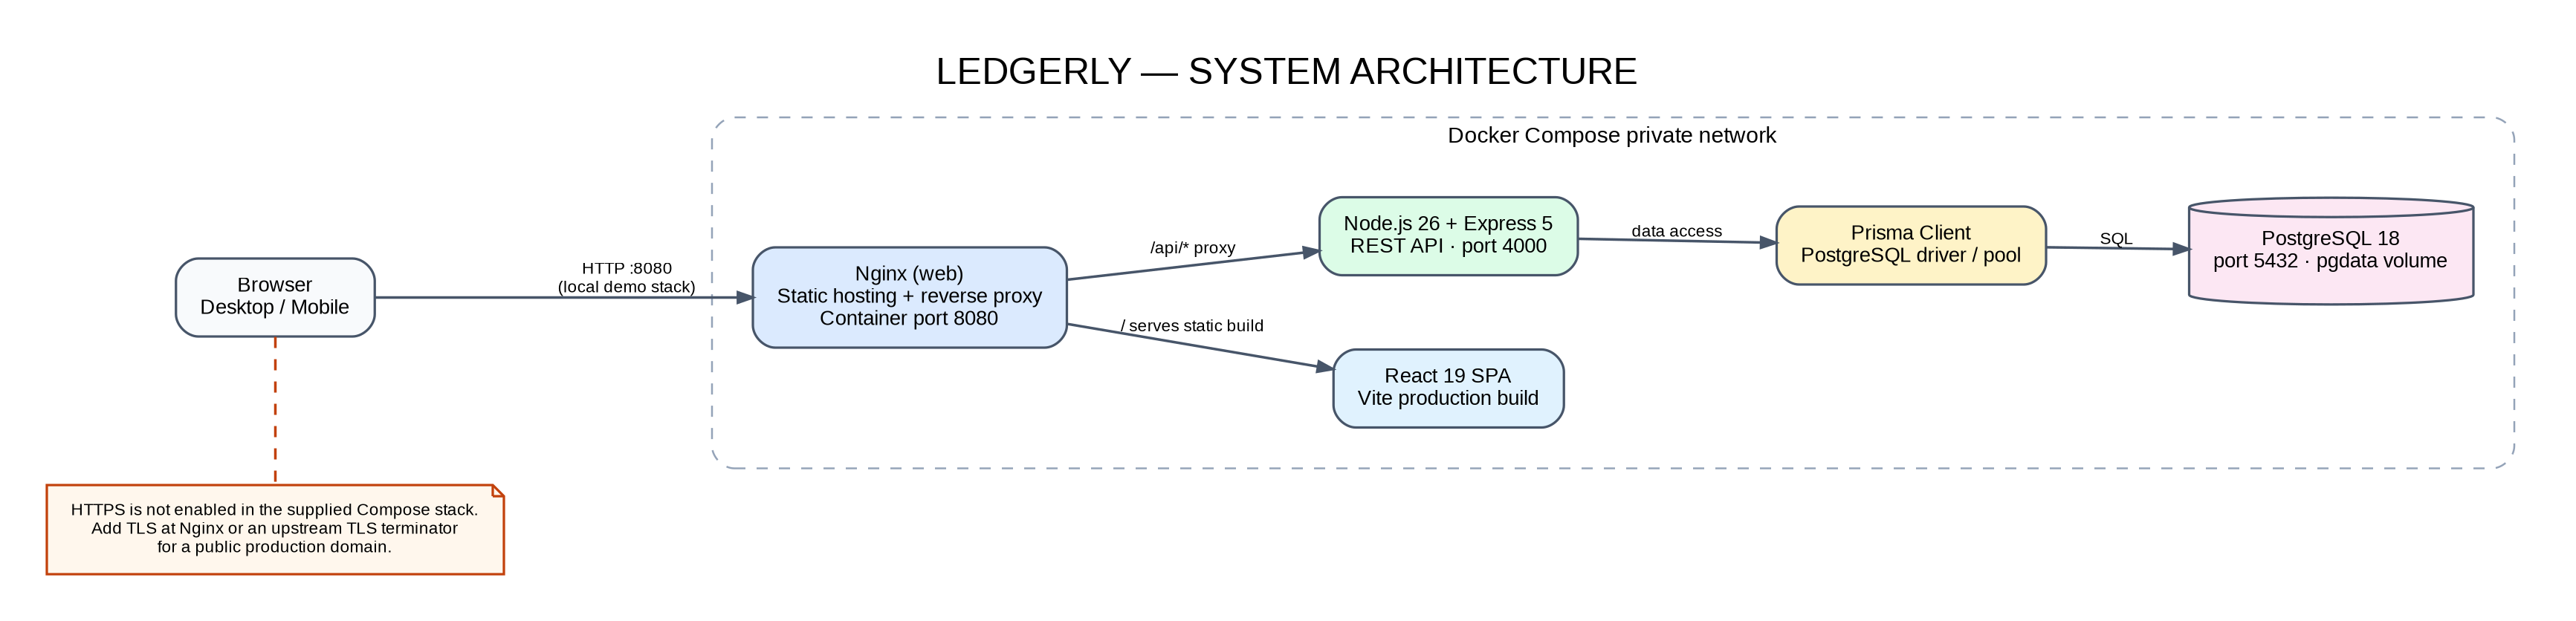 LEDGERLY — SYSTEM ARCHITECTURE
Docker Compose private network
Browser
Desktop / Mobile
HTTP :8080
(local demo stack)
Nginx (web)
Static hosting + reverse proxy
Container port 8080
/api/* proxy
/ serves static build
Node.js 26 + Express 5
REST API · port 4000
React 19 SPA
Vite production build
data access
Prisma Client
PostgreSQL driver / pool
SQL
PostgreSQL 18
port 5432 · pgdata volume
HTTPS is not enabled in the supplied Compose stack.
Add TLS at Nginx or an upstream TLS terminator
for a public production domain.